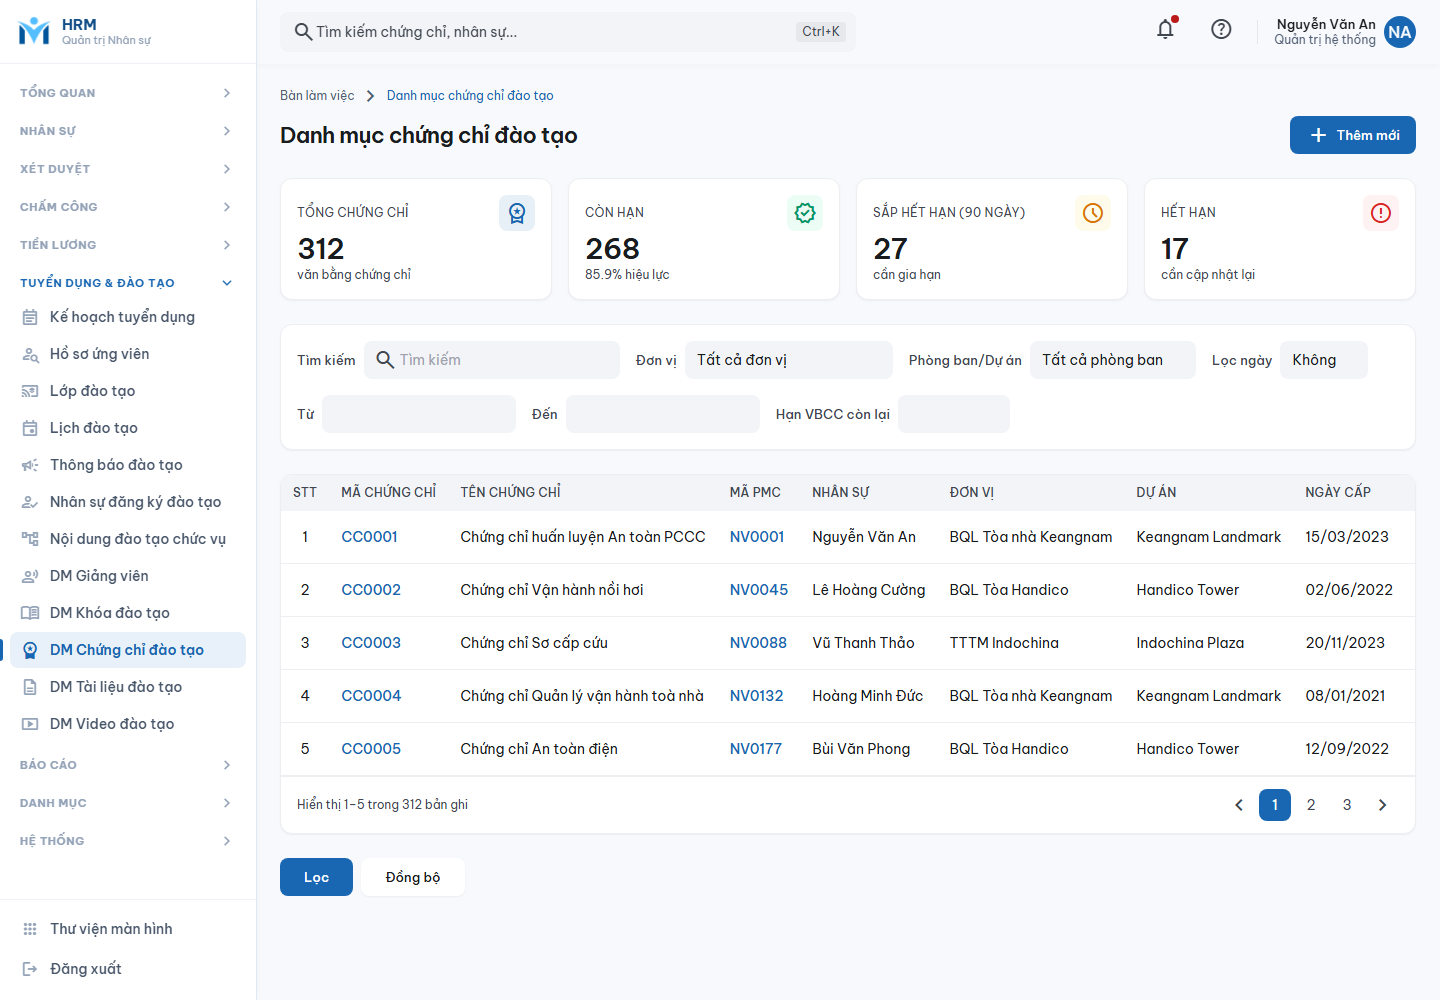 HRM
Quản trị Nhân sự
Tìm kiếm chứng chỉ, nhân sự...
Ctrl+K
Nguyễn Văn An
Quản trị hệ thống
NA
TỔNG QUAN
NHÂN SỰ
XÉT DUYỆT
CHẤM CÔNG
TIỀN LƯƠNG
TUYỂN DỤNG & ĐÀO TẠO
Kế hoạch tuyển dụng
Hồ sơ ứng viên
Lớp đào tạo
Lịch đào tạo
Thông báo đào tạo
Nhân sự đăng ký đào tạo
Nội dung đào tạo chức vụ
DM Giảng viên
DM Khóa đào tạo
DM Chứng chỉ đào tạo
DM Tài liệu đào tạo
DM Video đào tạo
BÁO CÁO
DANH MỤC
HỆ THỐNG
Thư viện màn hình
Đăng xuất
Bàn làm việc
Danh mục chứng chỉ đào tạo
Danh mục chứng chỉ đào tạo
Thêm mới
TỔNG CHỨNG CHỈ
312
văn bằng chứng chỉ
CÒN HẠN
268
85.9% hiệu lực
SẮP HẾT HẠN (90 NGÀY)
27
cần gia hạn
HẾT HẠN
17
cần cập nhật lại
Tìm kiếm
Tìm kiếm
Đơn vị
Tất cả đơn vị
Phòng ban/Dự án
Tất cả phòng ban
Lọc ngày
Không
Từ
Đến
Hạn VBCC còn lại
STT MÃ CHỨNG CHỈ TÊN CHỨNG CHỈ MÃ PMC NHÂN SỰ ĐƠN VỊ DỰ ÁN NGÀY CẤP
1 CC0001 Chứng chỉ huấn luyện An toàn PCCC NV0001 Nguyễn Văn An BQL Tòa nhà Keangnam Keangnam Landmark 15/03/2023
2 CC0002 Chứng chỉ Vận hành nồi hơi NV0045 Lê Hoàng Cường BQL Tòa Handico Handico Tower 02/06/2022
3 CC0003 Chứng chỉ Sơ cấp cứu NV0088 Vũ Thanh Thảo TTTM Indochina Indochina Plaza 20/11/2023
4 CC0004 Chứng chỉ Quản lý vận hành toà nhà NV0132 Hoàng Minh Đức BQL Tòa nhà Keangnam Keangnam Landmark 08/01/2021
5 CC0005 Chứng chỉ An toàn điện NV0177 Bùi Văn Phong BQL Tòa Handico Handico Tower 12/09/2022
Hiển thị 1–5 trong 312 bản ghi
1 2 3
Lọc
Đồng bộ